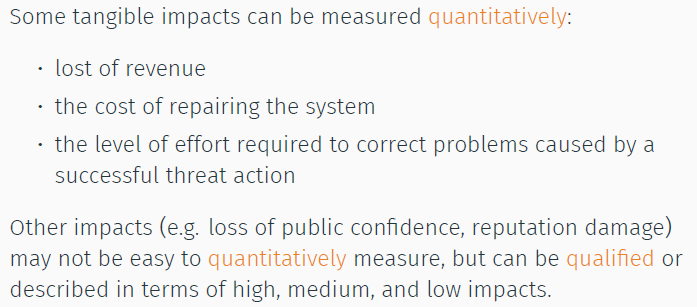 Some tangible impacts can be measured quantitatively:
• lost of revenue
• the cost of repairing the system
• the level of effort required to correct problems caused by a
successful threat action
Other impacts (e.g. loss of public confidence, reputation damage)
may not be easy to quantitatively measure, but can be qualified or
described in terms of high, medium, and low impacts.